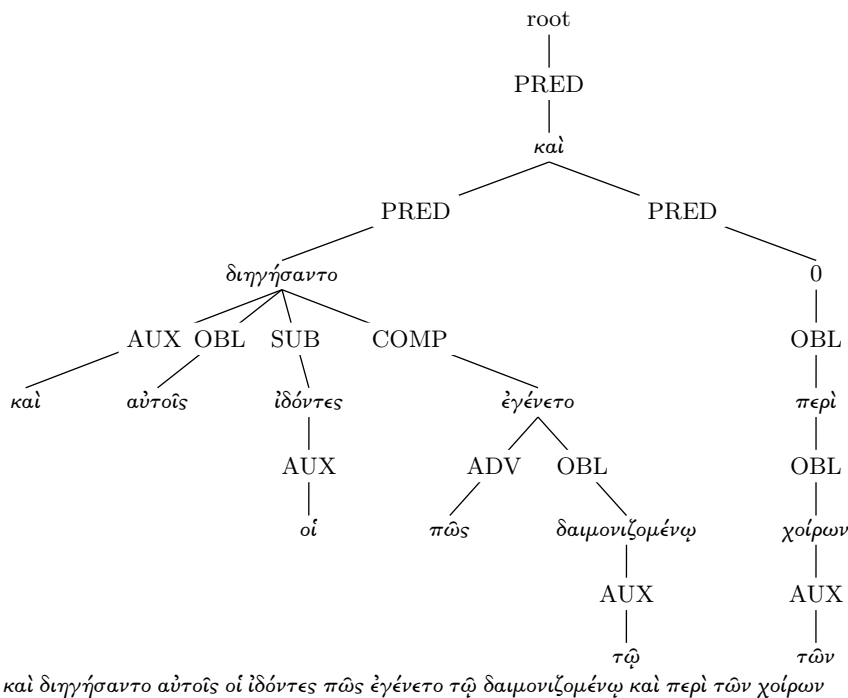 root
PRED
καὶ
PRED PRED
διηγήσαντο 0
AUX OBL SUB COMP OBL
καὶ αὐτοῖς ἰδόντες ἐγένετο περὶ
AUX ADV OBL OBL
οἱ πῶς δαιμονιζομένῳ χοίρων
AUX AUX
τῷ τῶν
καὶ διηγήσαντο αὐτοῖς οἱ ἰδόντες πῶς ἐγένετο τῷ δαιμονιζομένῳ καὶ περὶ τῶν χοίρων